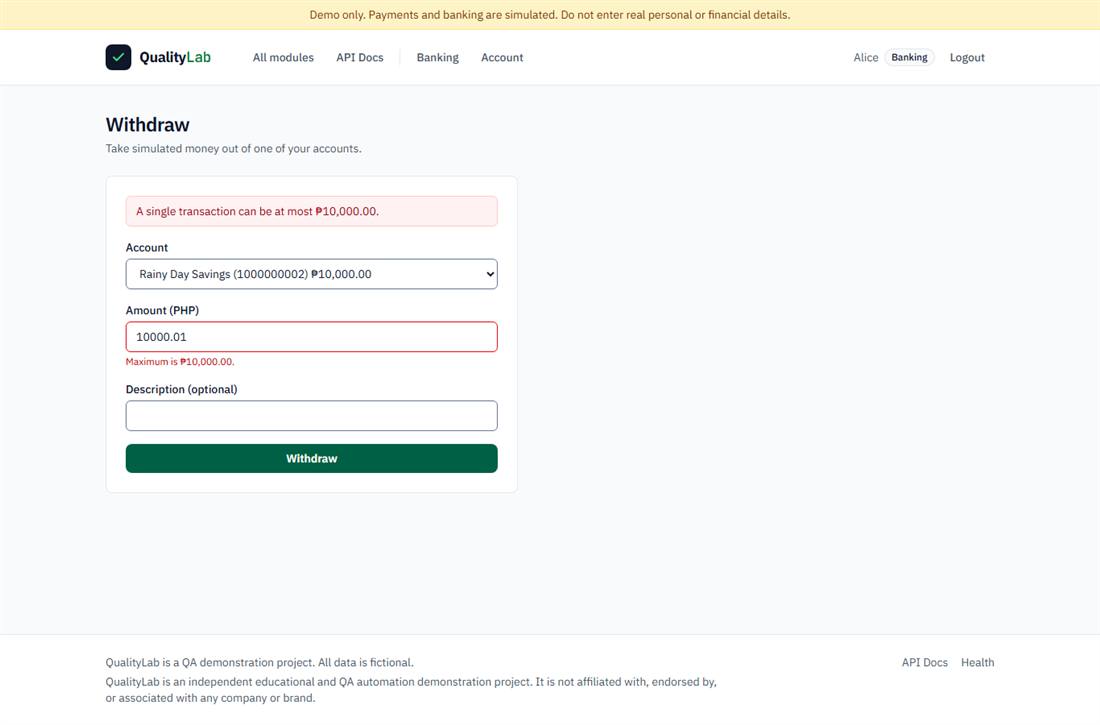 Demo only. Payments and banking are simulated. Do not enter real personal or financial details.
QualityLab
All modules
API Docs
Banking
Account
Alice
Banking
Logout
Withdraw
Take simulated money out of one of your accounts.
A single transaction can be at most ₱10,000.00.
Account
Rainy Day Savings (1000000002) ₱10,000.00
Amount (PHP)
10000.01
Maximum is ₱10,000.00.
Description (optional)
Withdraw
QualityLab is a QA demonstration project. All data is fictional.
API Docs
Health
QualityLab is an independent educational and QA automation demonstration project. It is not affiliated with, endorsed by,
or associated with any company or brand.